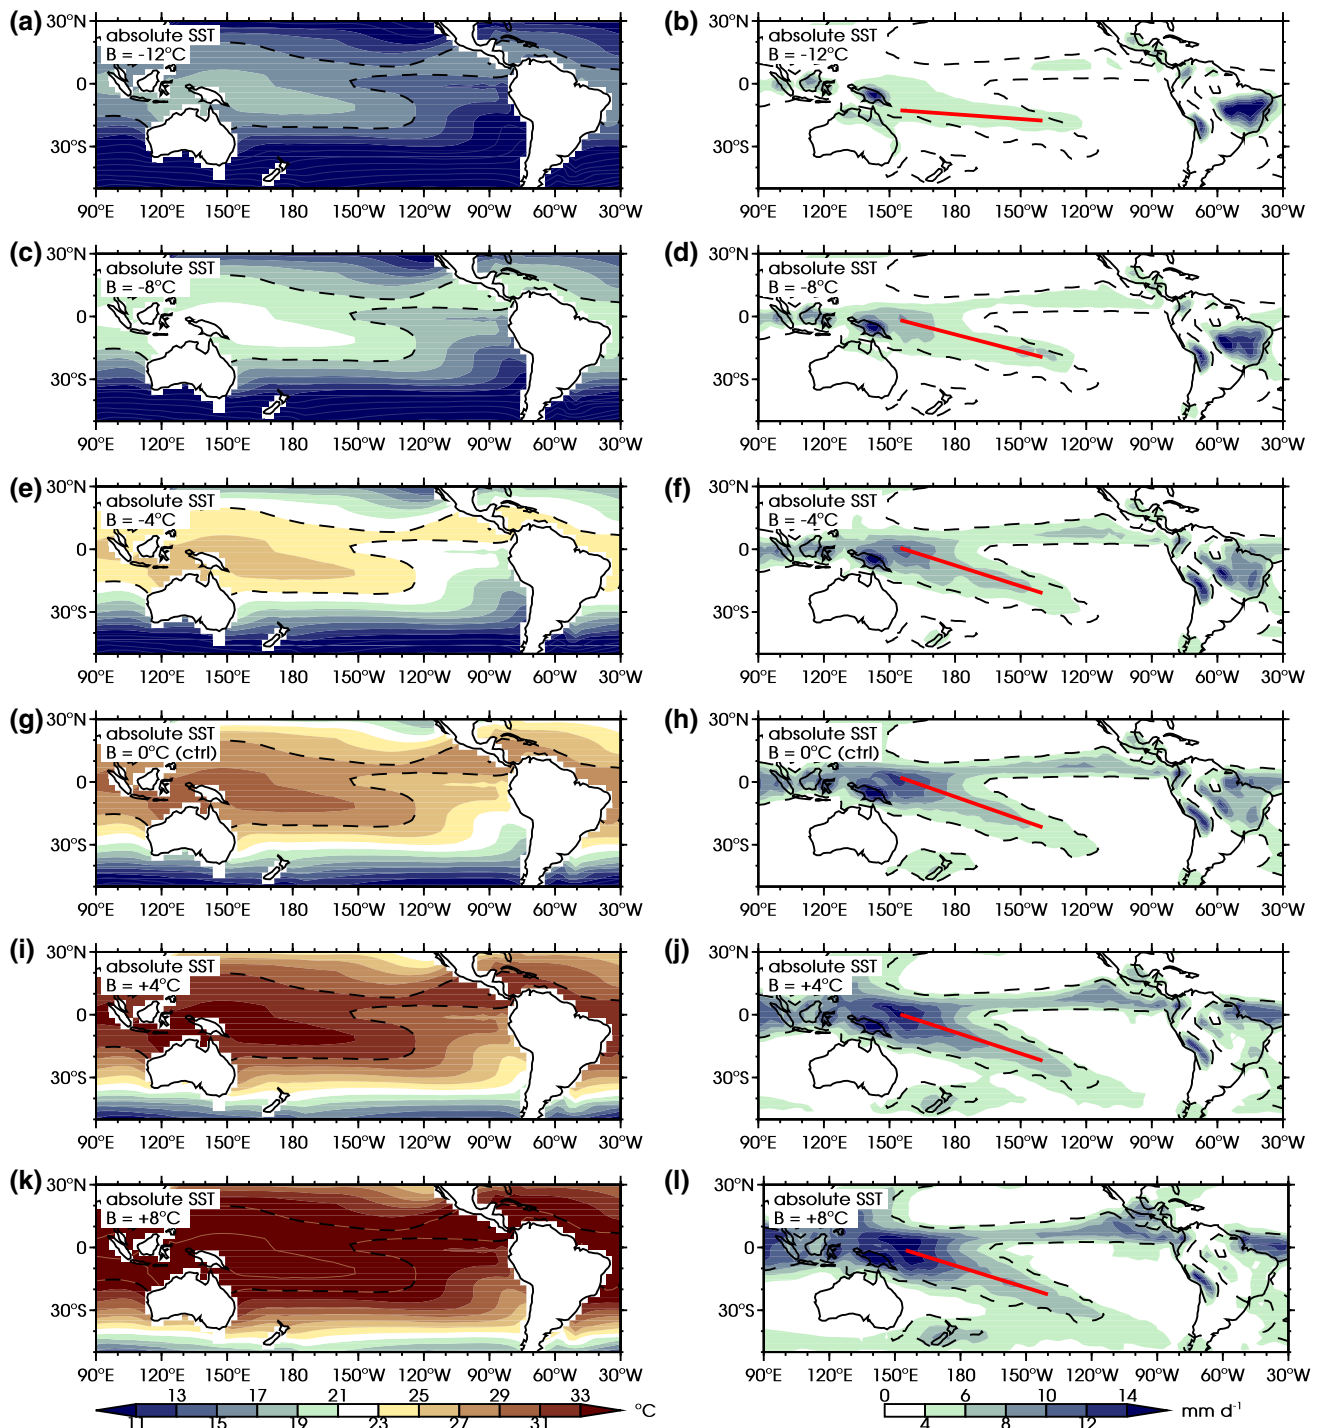 (a)
absolute SST
B = -12°C
0
30°S
90°E 120°E 150°E 180 150°W 120°W 90°W 60°W 30°W
(b)
30°N
absolute SST
B = -12°C
0
30°S
90°E 120°E 150°E 180 150°W 120°W 90°W 60°W 30°W
(c)
30°N
absolute SST
B = -8°C
0
30°S
90°E 120°E 150°E 180 150°W 120°W 90°W 60°W 30°W
(d)
30°N
absolute SST
B = -8°C
0
30°S
90°E 120°E 150°E 180 150°W 120°W 90°W 60°W 30°W
(e)
30°N
absolute SST
B = -4°C
0
30°S
90°E 120°E 150°E 180 150°W 120°W 90°W 60°W 30°W
(f)
30°N
absolute SST
B = -4°C
0
30°S
90°E 120°E 150°E 180 150°W 120°W 90°W 60°W 30°W
(g)
30°N
absolute SST
B = 0°C (ctrl)
0
30°S
90°E 120°E 150°E 180 150°W 120°W 90°W 60°W 30°W
(h)
30°N
absolute SST
B = 0°C (ctrl)
0
30°S
90°E 120°E 150°E 180 150°W 120°W 90°W 60°W 30°W
(i)
30°N
absolute SST
B = +4°C
0
30°S
90°E 120°E 150°E 180 150°W 120°W 90°W 60°W 30°W
(j)
30°N
absolute SST
B = +4°C
0
30°S
90°E 120°E 150°E 180 150°W 120°W 90°W 60°W 30°W
(k)
30°N
absolute SST
B = +8°C
0
30°S
90°E 120°E 150°E 180 150°W 120°W 90°W 60°W 30°W
13 17 21 25 29 33
°C
11 15 19 23 27 31
(l)
30°N
absolute SST
B = +8°C
0
30°S
90°E 120°E 150°E 180 150°W 120°W 90°W 60°W 30°W
0 6 10 14
mm d⁻¹
4 8 12